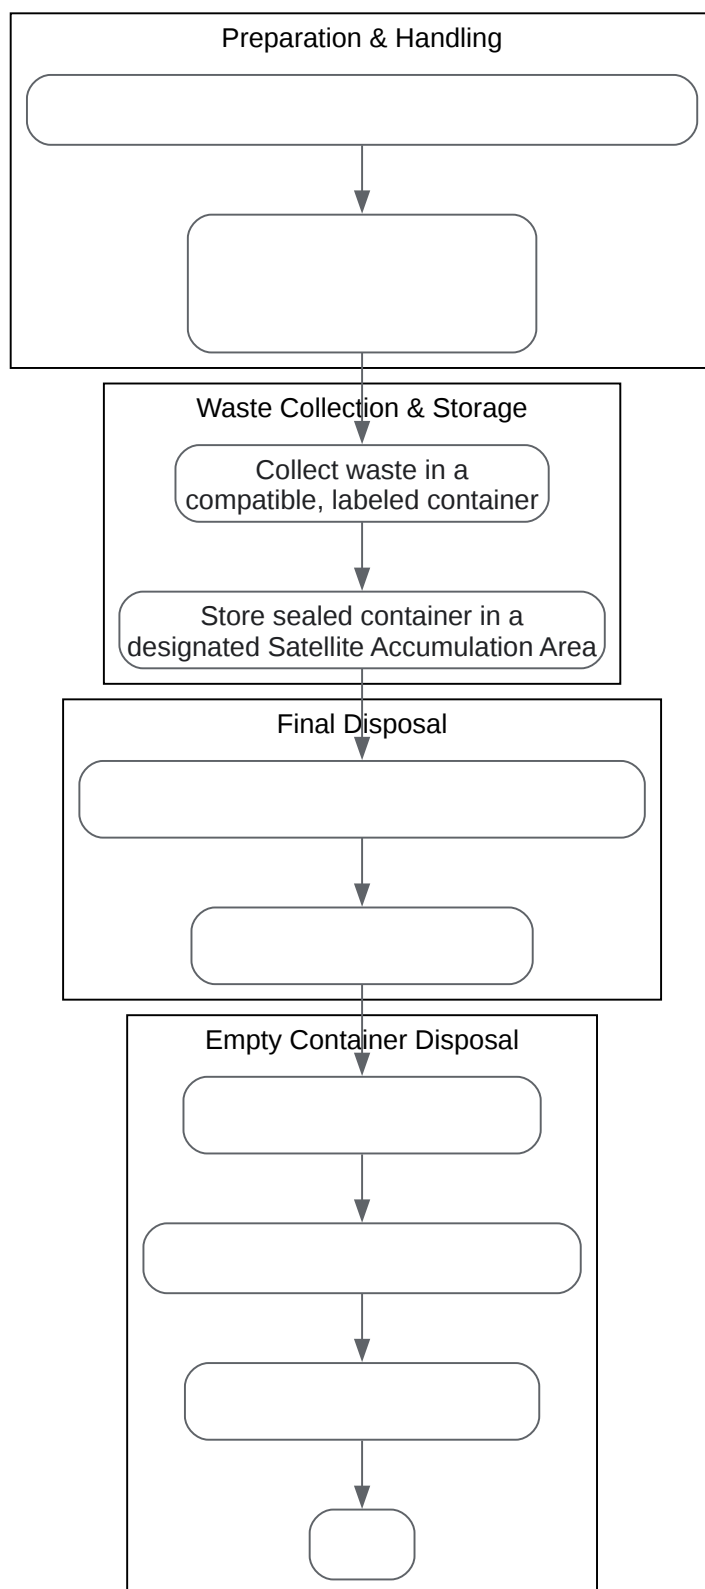 Preparation & Handling
Waste Collection & Storage
Collect waste in a
compatible, labeled container
Store sealed container in a
designated Satellite Accumulation Area
Final Disposal
Empty Container Disposal